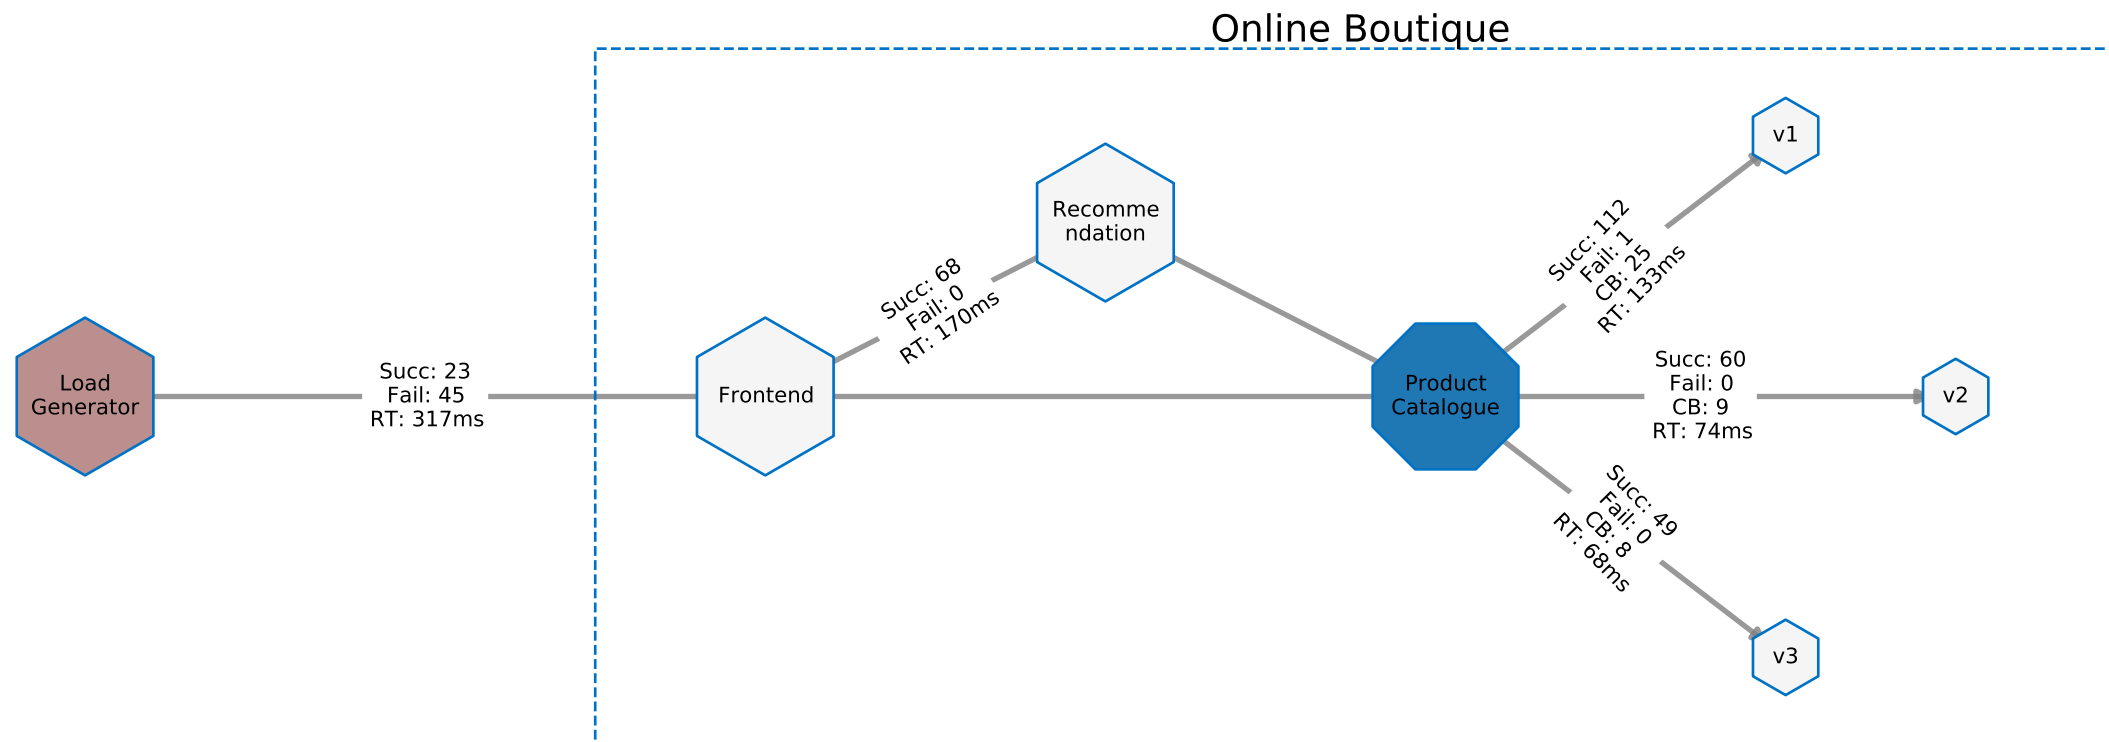 Online Boutique
Load
Generator
Succ: 23
Fail: 45
RT: 317ms
Frontend
Succ: 68
Fail: 0
RT: 170ms
Recomme
ndation
Product
Catalogue
Succ: 112
Fail: 1
CB: 25
RT: 133ms
v1
Succ: 60
Fail: 0
CB: 9
RT: 74ms
v2
Succ: 49
Fail: 0
CB: 8
RT: 68ms
v3